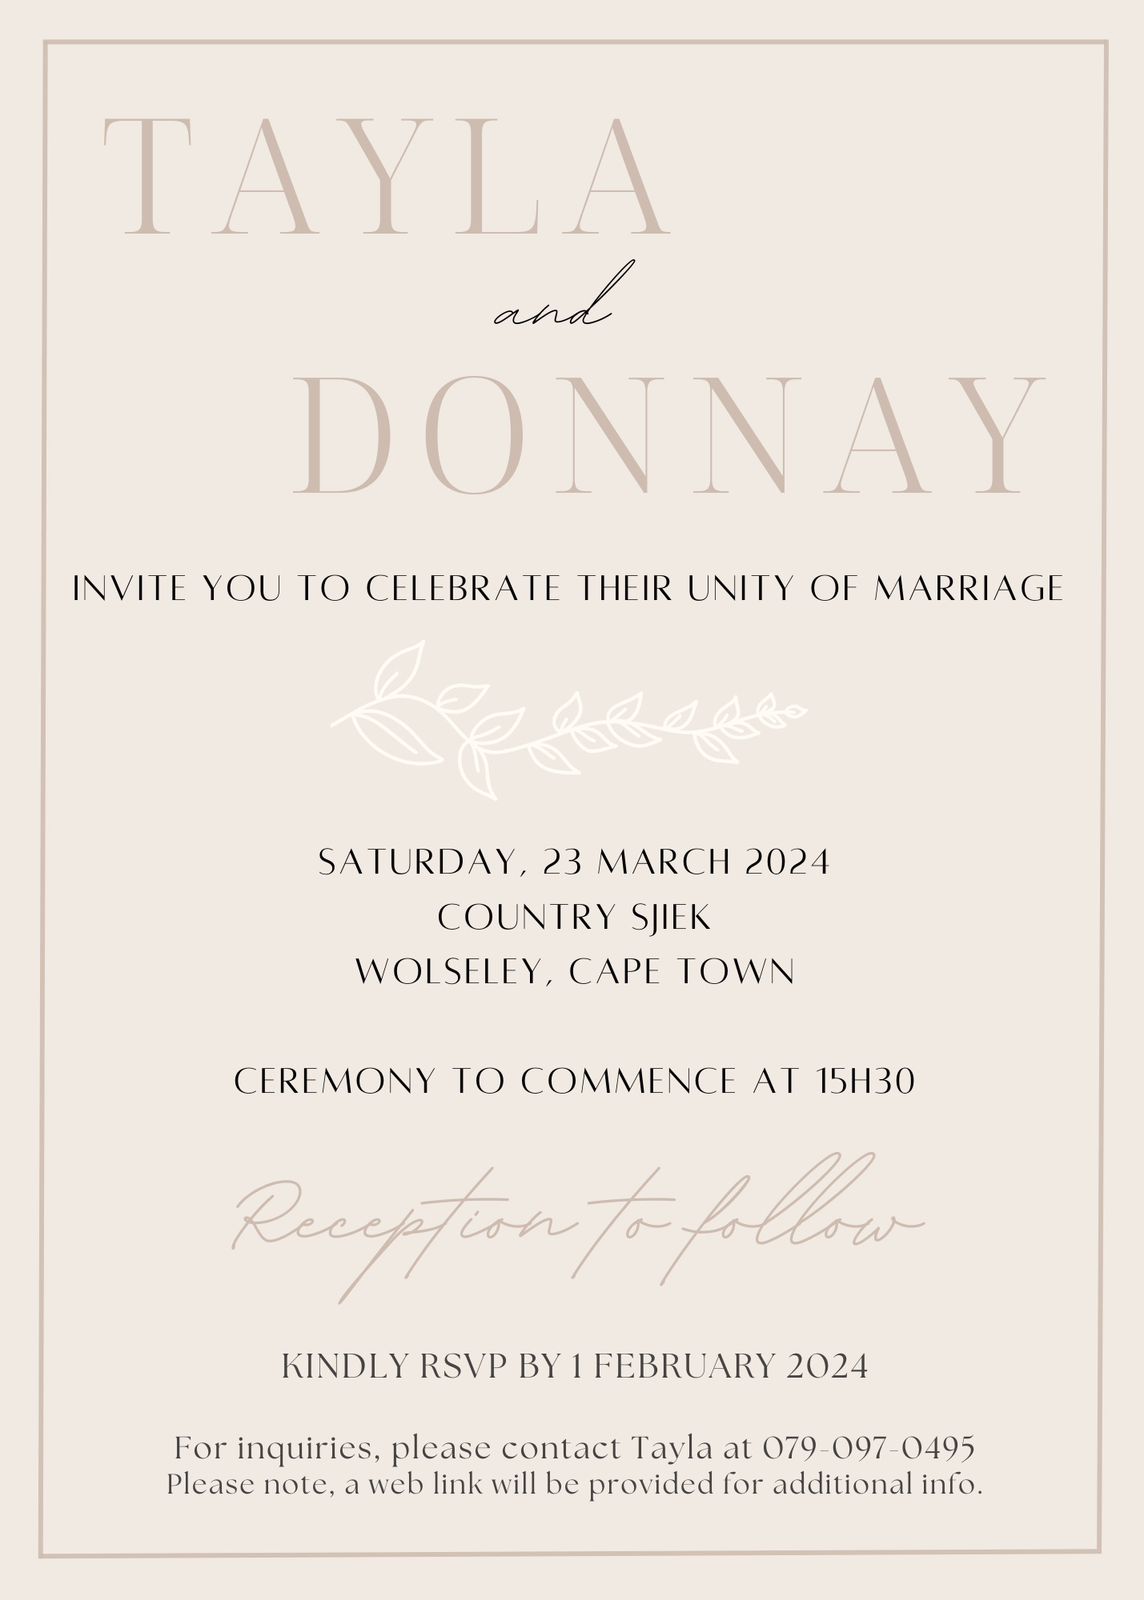 TAYLA
and
DONNAY
INVITE YOU TO CELEBRATE THEIR UNITY OF MARRIAGE
SATURDAY, 23 MARCH 2024
COUNTRY SJIEK
WOLSELEY, CAPE TOWN
CEREMONY TO COMMENCE AT 15H30
Reception to follow
KINDLY RSVP BY 1 FEBRUARY 2024
For inquiries, please contact Tayla at 079-097-0495
Please note, a web link will be provided for additional info.